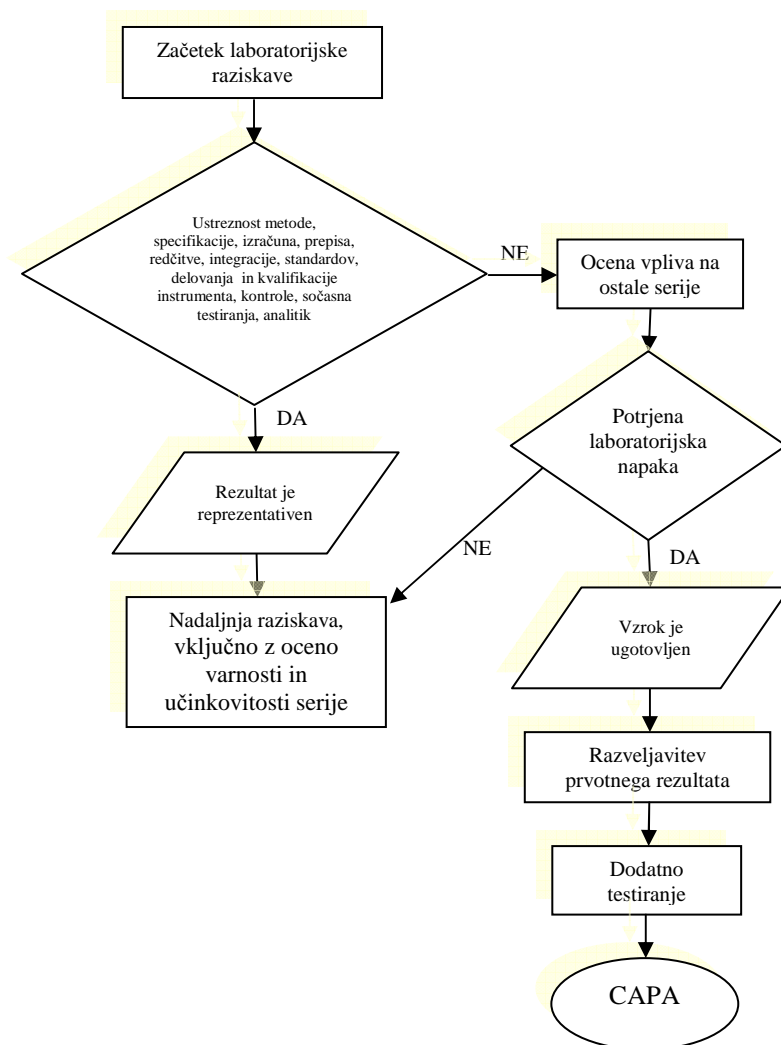 Začetek laboratorijske
raziskave
Ustreznost metode,
specifikacije, izračuna, prepisa,
redčitve, integracije, standardov,
delovanja in kvalifikacije
instrumenta, kontrole, sočasna
testiranja, analitik
NE
Ocena vpliva na
ostale serije
DA
Potrjena
laboratorijska
napaka
Rezultat je
reprezentativen
NE
DA
Nadaljnja raziskava,
vključno z oceno
varnosti in
učinkovitosti serije
Vzrok je
ugotovljen
Razveljavitev
prvotnega rezultata
Dodatno
testiranje
CAPA